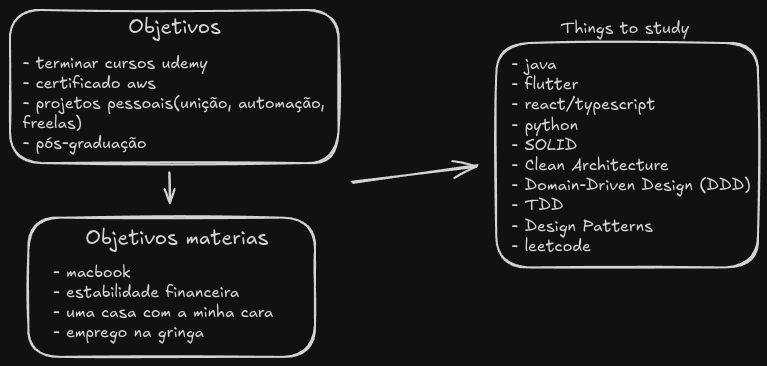 Objetivos
- terminar cursos udemy
- certificado aws
- projetos pessoais(unição, automação,
freelas)
- pós-graduação
Objetivos materias
- macbook
- estabilidade financeira
- uma casa com a minha cara
- emprego na gringa
Things to study
- java
- flutter
- react/typescript
- python
- SOLID
- Clean Architecture
- Domain-Driven Design (DDD)
- TDD
- Design Patterns
- leetcode